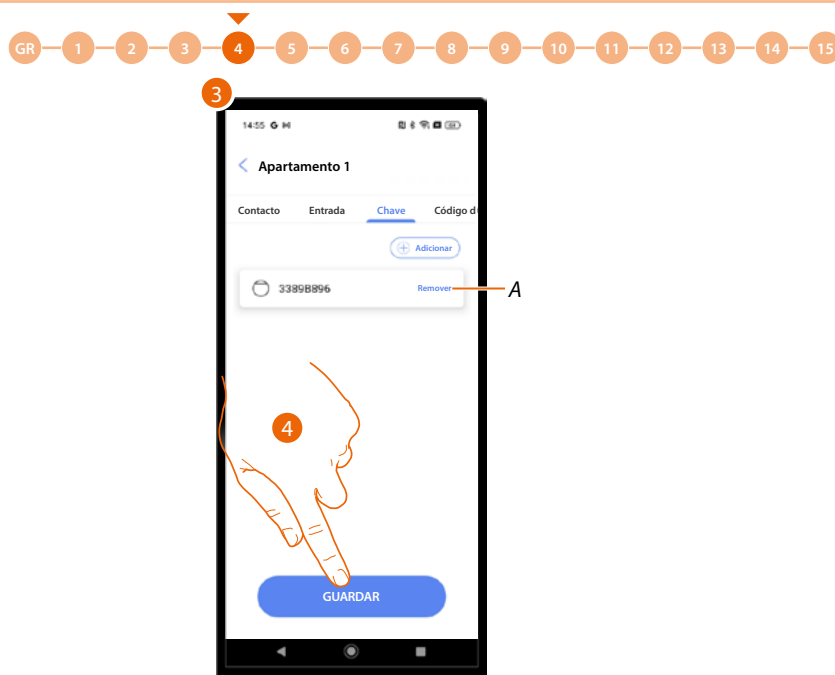 GR 1 2 3 4 5 6 7 8 9 10 11 12 13 14 15
3
14:55 G
Apartamento 1
Contacto Entrada Chave Código d
Adicionar
3389B896 Remover A
4
GUARDAR